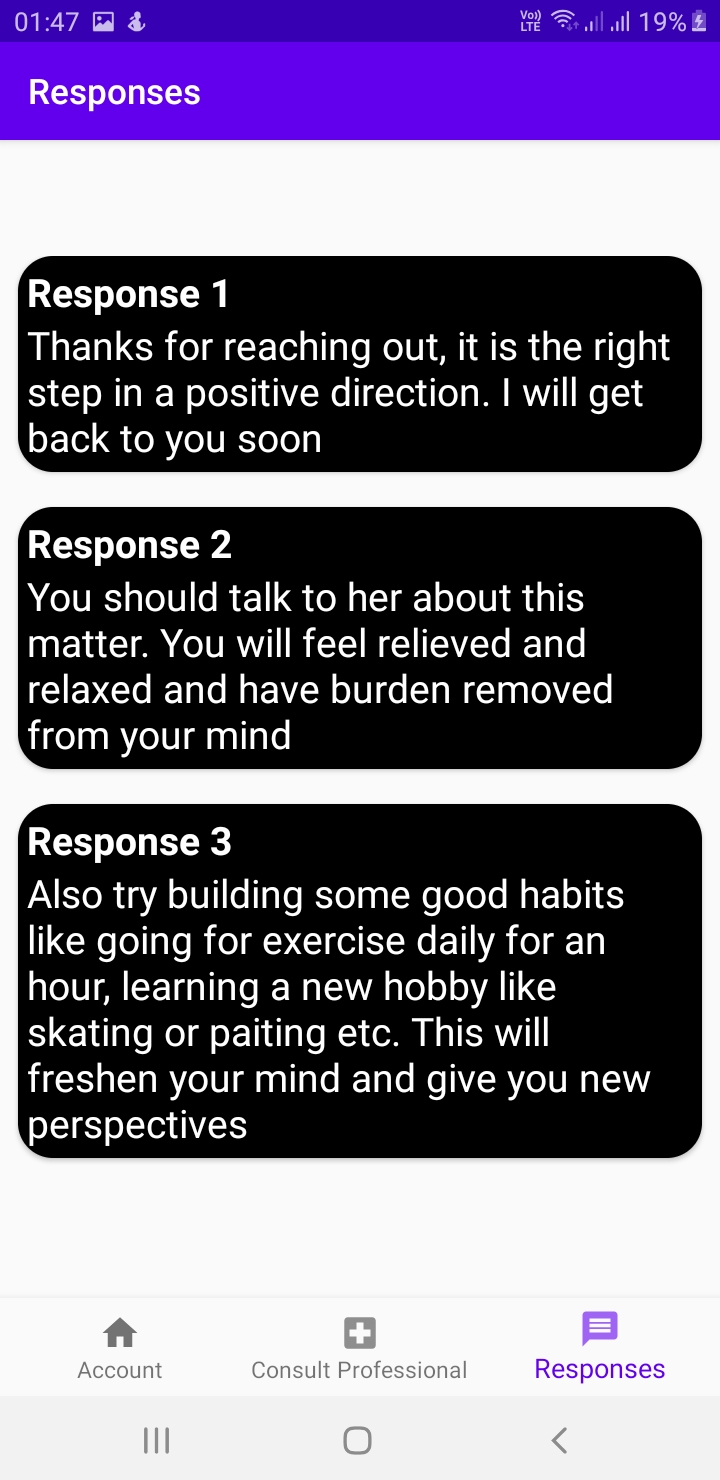 01:47 Vo)) LTE 19%
Responses
Response 1
Thanks for reaching out, it is the right
step in a positive direction. I will get
back to you soon
Response 2
You should talk to her about this
matter. You will feel relieved and
relaxed and have burden removed
from your mind
Response 3
Also try building some good habits
like going for exercise daily for an
hour, learning a new hobby like
skating or paiting etc. This will
freshen your mind and give you new
perspectives
Account Consult Professional Responses